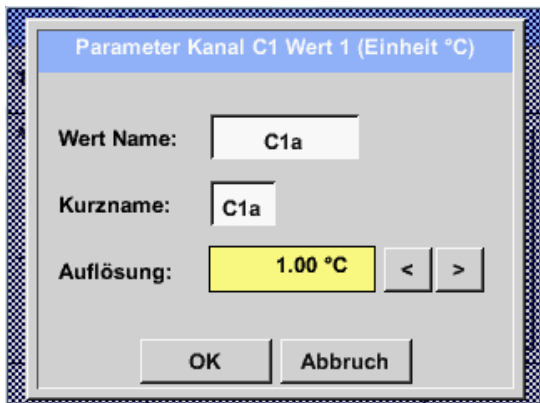 Parameter Kanal C1 Wert 1 (Einheit °C)
Wert Name: C1a
Kurzname: C1a
Auflösung: 1.00 °C < >
OK Abbruch